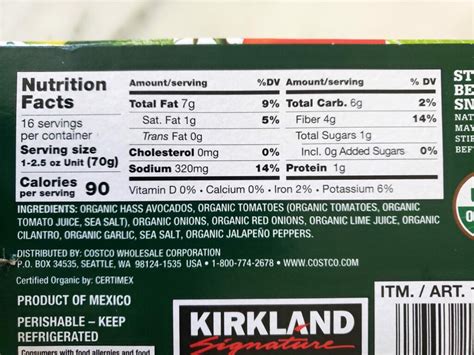 Nutrition Facts
16 servings per container
Serving size
1-2.5 oz Unit (70g)
Calories per serving 90
Amount/serving %DV
Total Fat 7g 9%
Sat. Fat 1g 5%
Trans Fat 0g
Cholesterol 0mg 0%
Sodium 320mg 14%
Amount/serving % DV
Total Carb. 6g 2%
Fiber 4g 14%
Total Sugars 1g
Incl. 0g Added Sugars 0%
Protein 1g
Vitamin D 0% • Calcium 0% • Iron 2% • Potassium 6%
INGREDIENTS: ORGANIC HASS AVOCADOS, ORGANIC TOMATOES (ORGANIC TOMATOES, ORGANIC
TOMATO JUICE, SEA SALT), ORGANIC ONIONS, ORGANIC RED ONIONS, ORGANIC LIME JUICE, ORGANIC
CILANTRO, ORGANIC GARLIC, SEA SALT, ORGANIC JALAPEÑO PEPPERS.
DISTRIBUTED BY: COSTCO WHOLESALE CORPORATION
P.O. BOX 34535, SEATTLE, WA 98124-1535 USA • 1-800-774-2678 • WWW.COSTCO.COM
Certified Organic by: CERTIMEX
PRODUCT OF MEXICO
PERISHABLE – KEEP
REFRIGERATED
Consumers with food allergies and food
KIRKLAND
Signature
ITM. / ART.